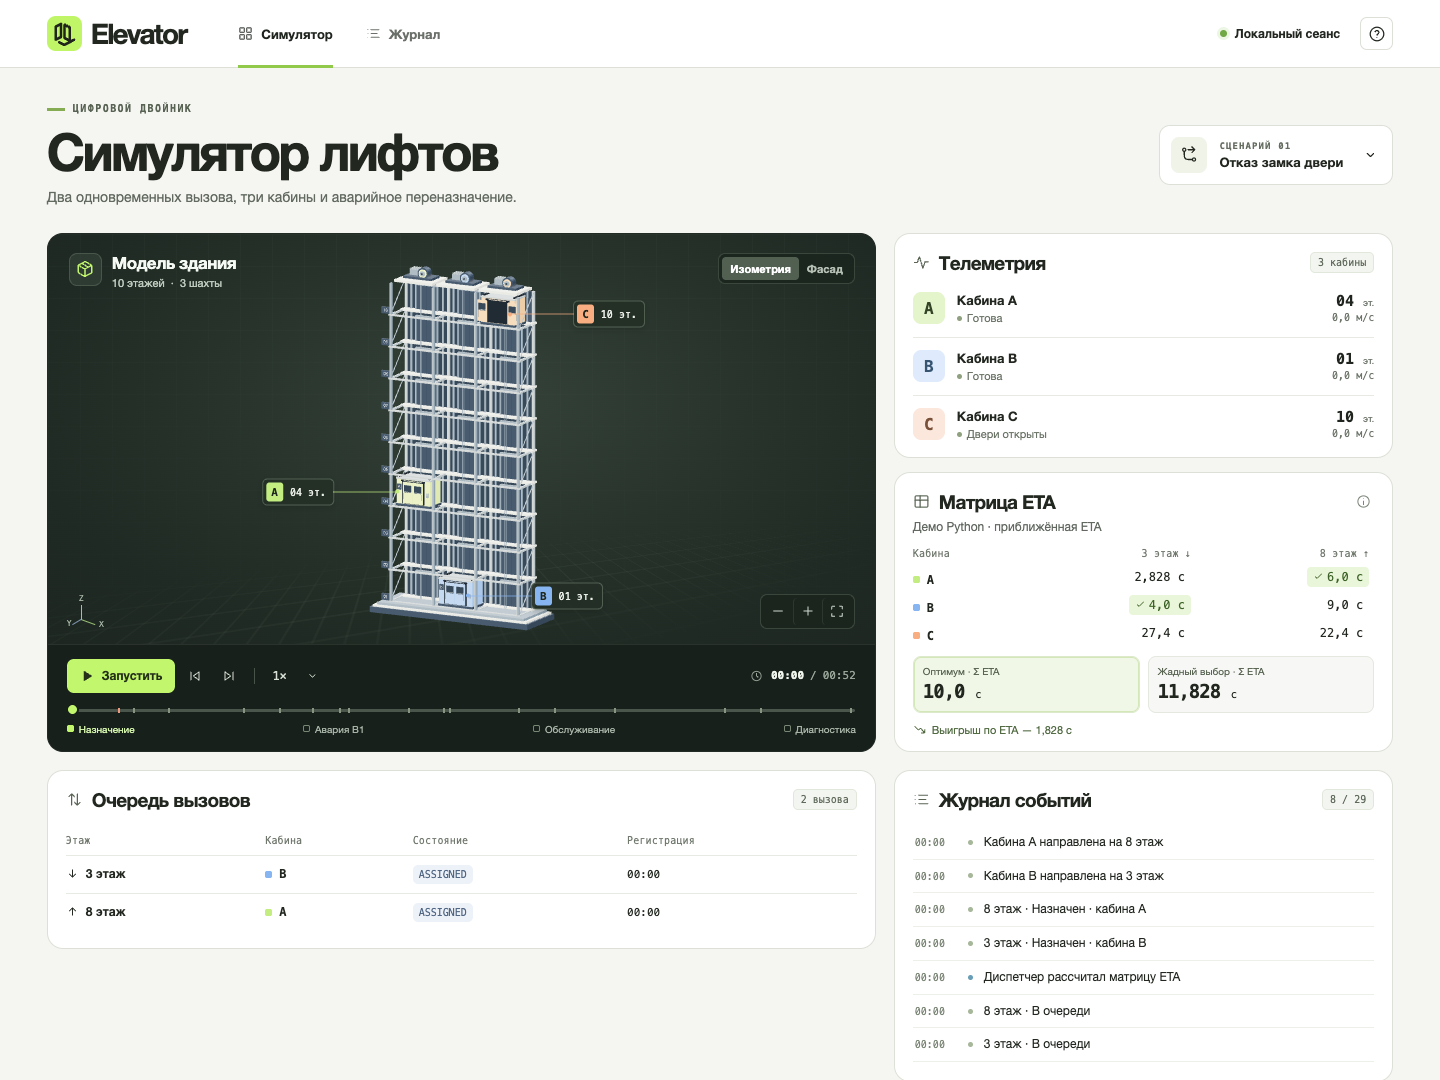 Elevator
Симулятор
Журнал
Локальный сеанс
ЦИФРОВОЙ ДВОЙНИК
Симулятор лифтов
Два одновременных вызова, три кабины и аварийное переназначение.
СЦЕНАРИЙ 01
Отказ замка двери
Модель здания
10 этажей · 3 шахты
Изометрия Фасад
C 10 эт.
A 04 эт.
B 01 эт.
Z
Y X
Запустить
1×
00:00 / 00:52
Назначение
Авария B1
Обслуживание
Диагностика
Телеметрия
3 кабины
A
Кабина A
Готова
04 эт.
0,0 м/с
B
Кабина B
Готова
01 эт.
0,0 м/с
C
Кабина C
Двери открыты
10 эт.
0,0 м/с
Матрица ETA
Демо Python · приближённая ETA
Кабина 3 этаж ↓ 8 этаж ↑
A 2,828 с ✓ 6,0 с
B ✓ 4,0 с 9,0 с
C 27,4 с 22,4 с
Оптимум · Σ ETA
10,0 с
Жадный выбор · Σ ETA
11,828 с
Выигрыш по ETA — 1,828 с
Очередь вызовов
2 вызова
Этаж Кабина Состояние Регистрация
↓ 3 этаж B ASSIGNED 00:00
↑ 8 этаж A ASSIGNED 00:00
Журнал событий
8 / 29
00:00 Кабина A направлена на 8 этаж
00:00 Кабина B направлена на 3 этаж
00:00 8 этаж · Назначен · кабина A
00:00 3 этаж · Назначен · кабина B
00:00 Диспетчер рассчитал матрицу ETA
00:00 8 этаж · В очереди
00:00 3 этаж · В очереди